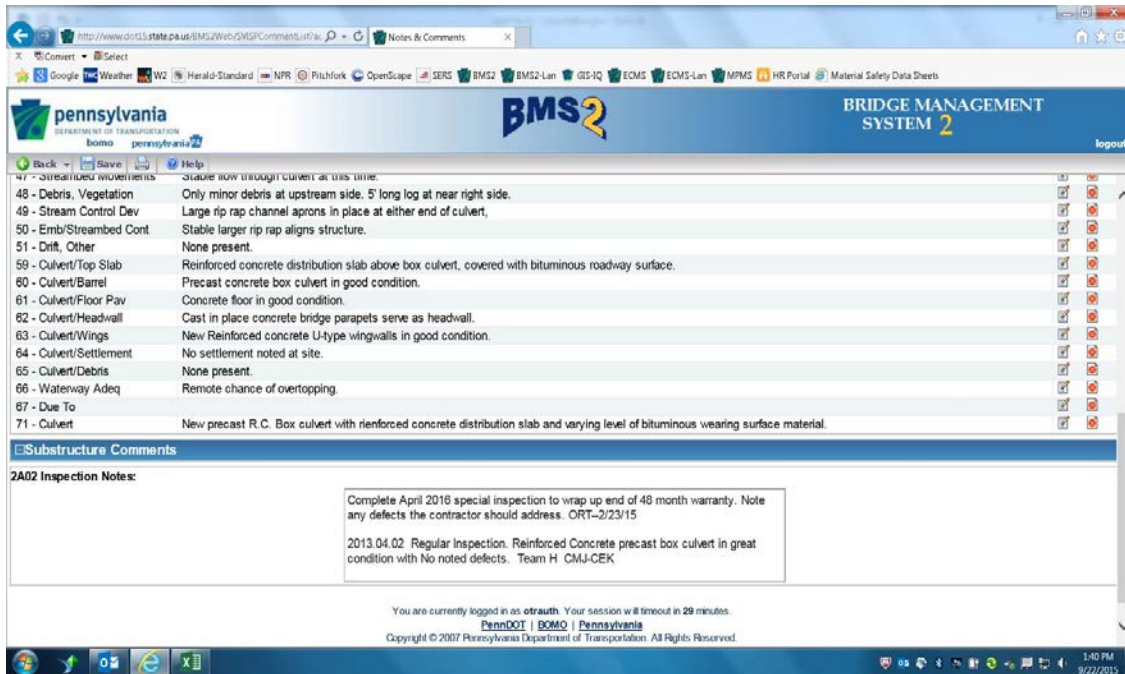 http://www.dot15.state.pa.us/BMS2Web/SMSPCommentList/ac
Notes & Comments
X Convert Select
Google TWC Weather W2 Herald-Standard NPR Pitchfork OpenScape SERS BMS2 BMS2-Lan GIS-IQ ECMS ECMS-Lan MPMS HR Portal Material Safety Data Sheets
pennsylvania
DEPARTMENT OF TRANSPORTATION
bomo pennsylvania PA
BMS2
BRIDGE MANAGEMENT
SYSTEM 2
logout
Back Save Help
47 - Streambed Movements Stable flow through culvert at this time.
48 - Debris, Vegetation Only minor debris at upstream side. 5' long log at near right side.
49 - Stream Control Dev Large rip rap channel aprons in place at either end of culvert,
50 - Emb/Streambed Cont Stable larger rip rap aligns structure.
51 - Drift, Other None present.
59 - Culvert/Top Slab Reinforced concrete distribution slab above box culvert, covered with bituminous roadway surface.
60 - Culvert/Barrel Precast concrete box culvert in good condition.
61 - Culvert/Floor Pav Concrete floor in good condition.
62 - Culvert/Headwall Cast in place concrete bridge parapets serve as headwall.
63 - Culvert/Wings New Reinforced concrete U-type wingwalls in good condition.
64 - Culvert/Settlement No settlement noted at site.
65 - Culvert/Debris None present.
66 - Waterway Adeq Remote chance of overtopping.
67 - Due To
71 - Culvert New precast R.C. Box culvert with rienforced concrete distribution slab and varying level of bituminous wearing surface material.
Substructure Comments
2A02 Inspection Notes:
Complete April 2016 special inspection to wrap up end of 48 month warranty. Note
any defects the contractor should address. ORT--2/23/15
2013.04.02 Regular Inspection. Reinforced Concrete precast box culvert in great
condition with No noted defects. Team H CMJ-CEK
You are currently logged in as otrauth. Your session will timeout in 29 minutes.
PennDOT | BOMO | Pennsylvania
Copyright © 2007 Pennsylvania Department of Transportation. All Rights Reserved.
1:40 PM
9/22/2015